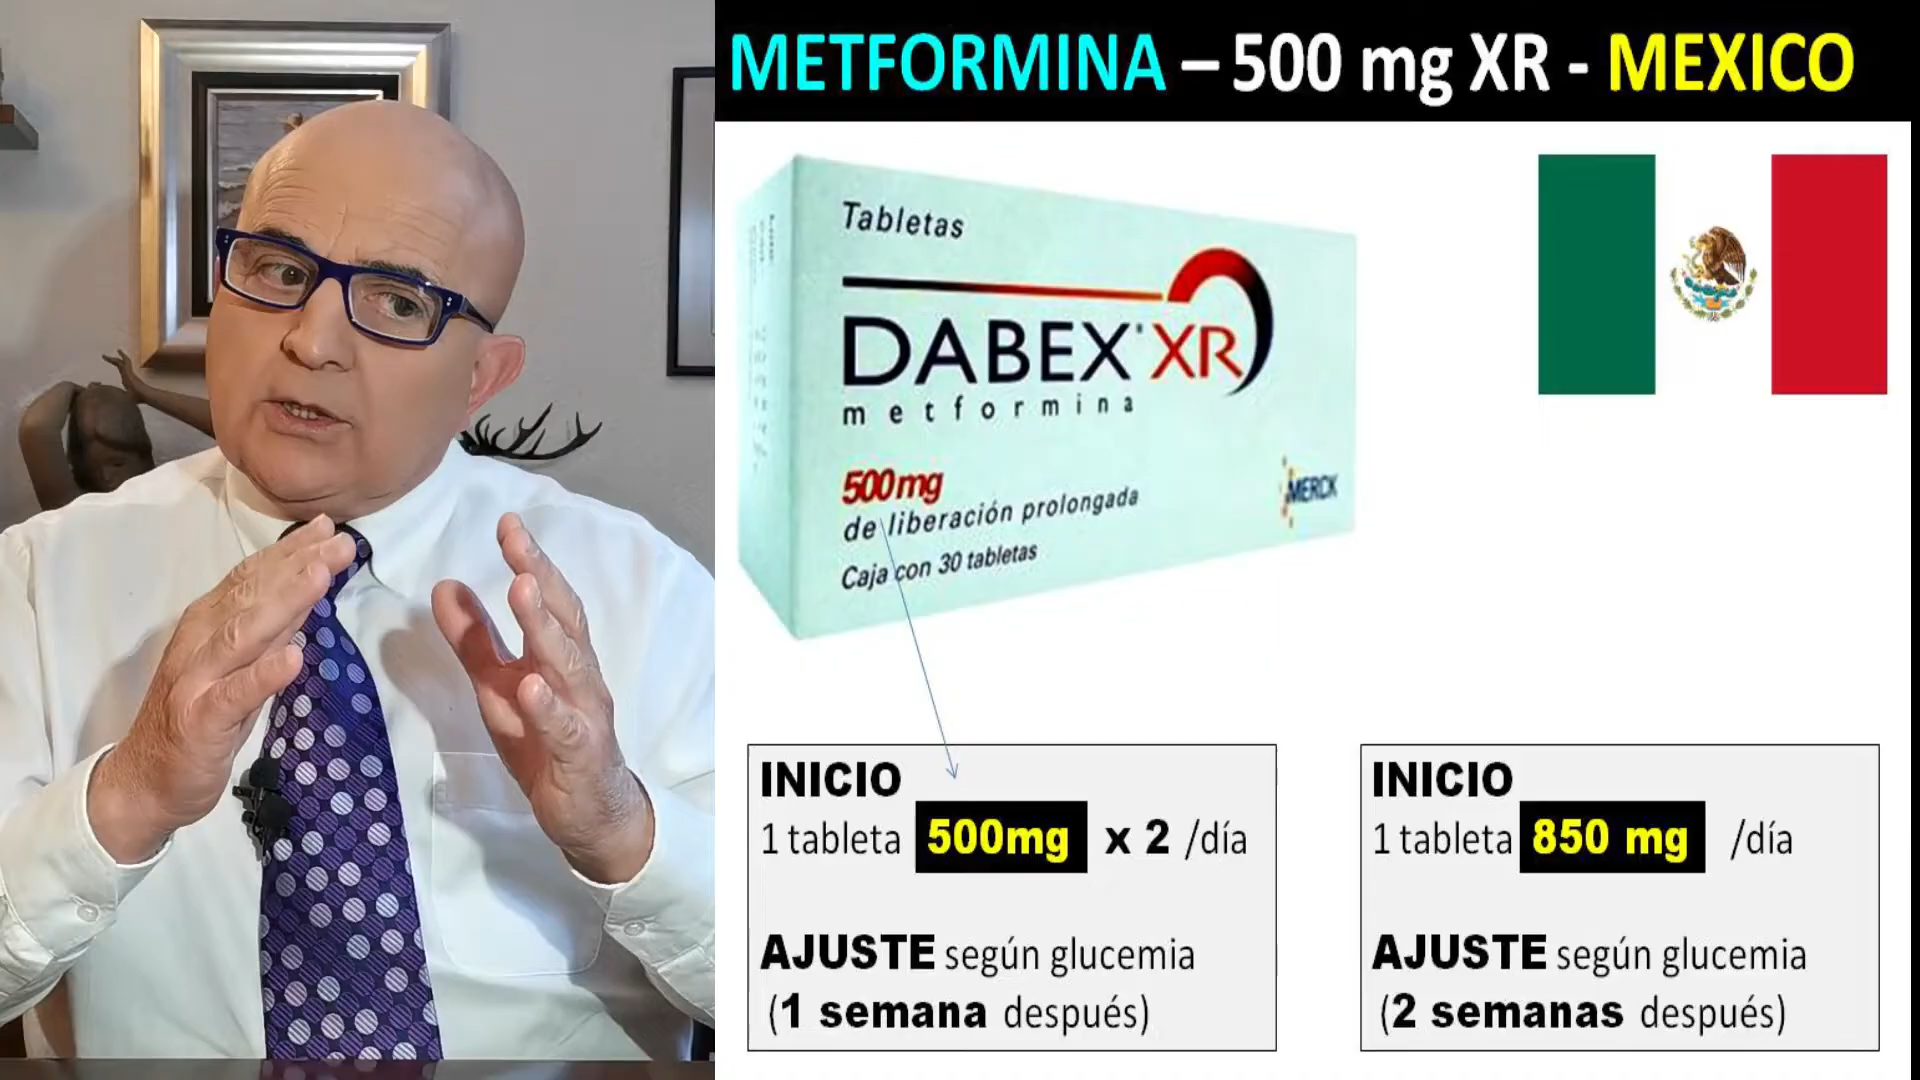 METFORMINA – 500 mg XR - MEXICO
Tabletas
DABEX XR
metformina
500mg
de liberación prolongada
Caja con 30 tabletas
MERCK
INICIO
1 tableta 500mg x 2 /día
AJUSTE según glucemia
(1 semana después)
INICIO
1 tableta 850 mg /día
AJUSTE según glucemia
(2 semanas después)